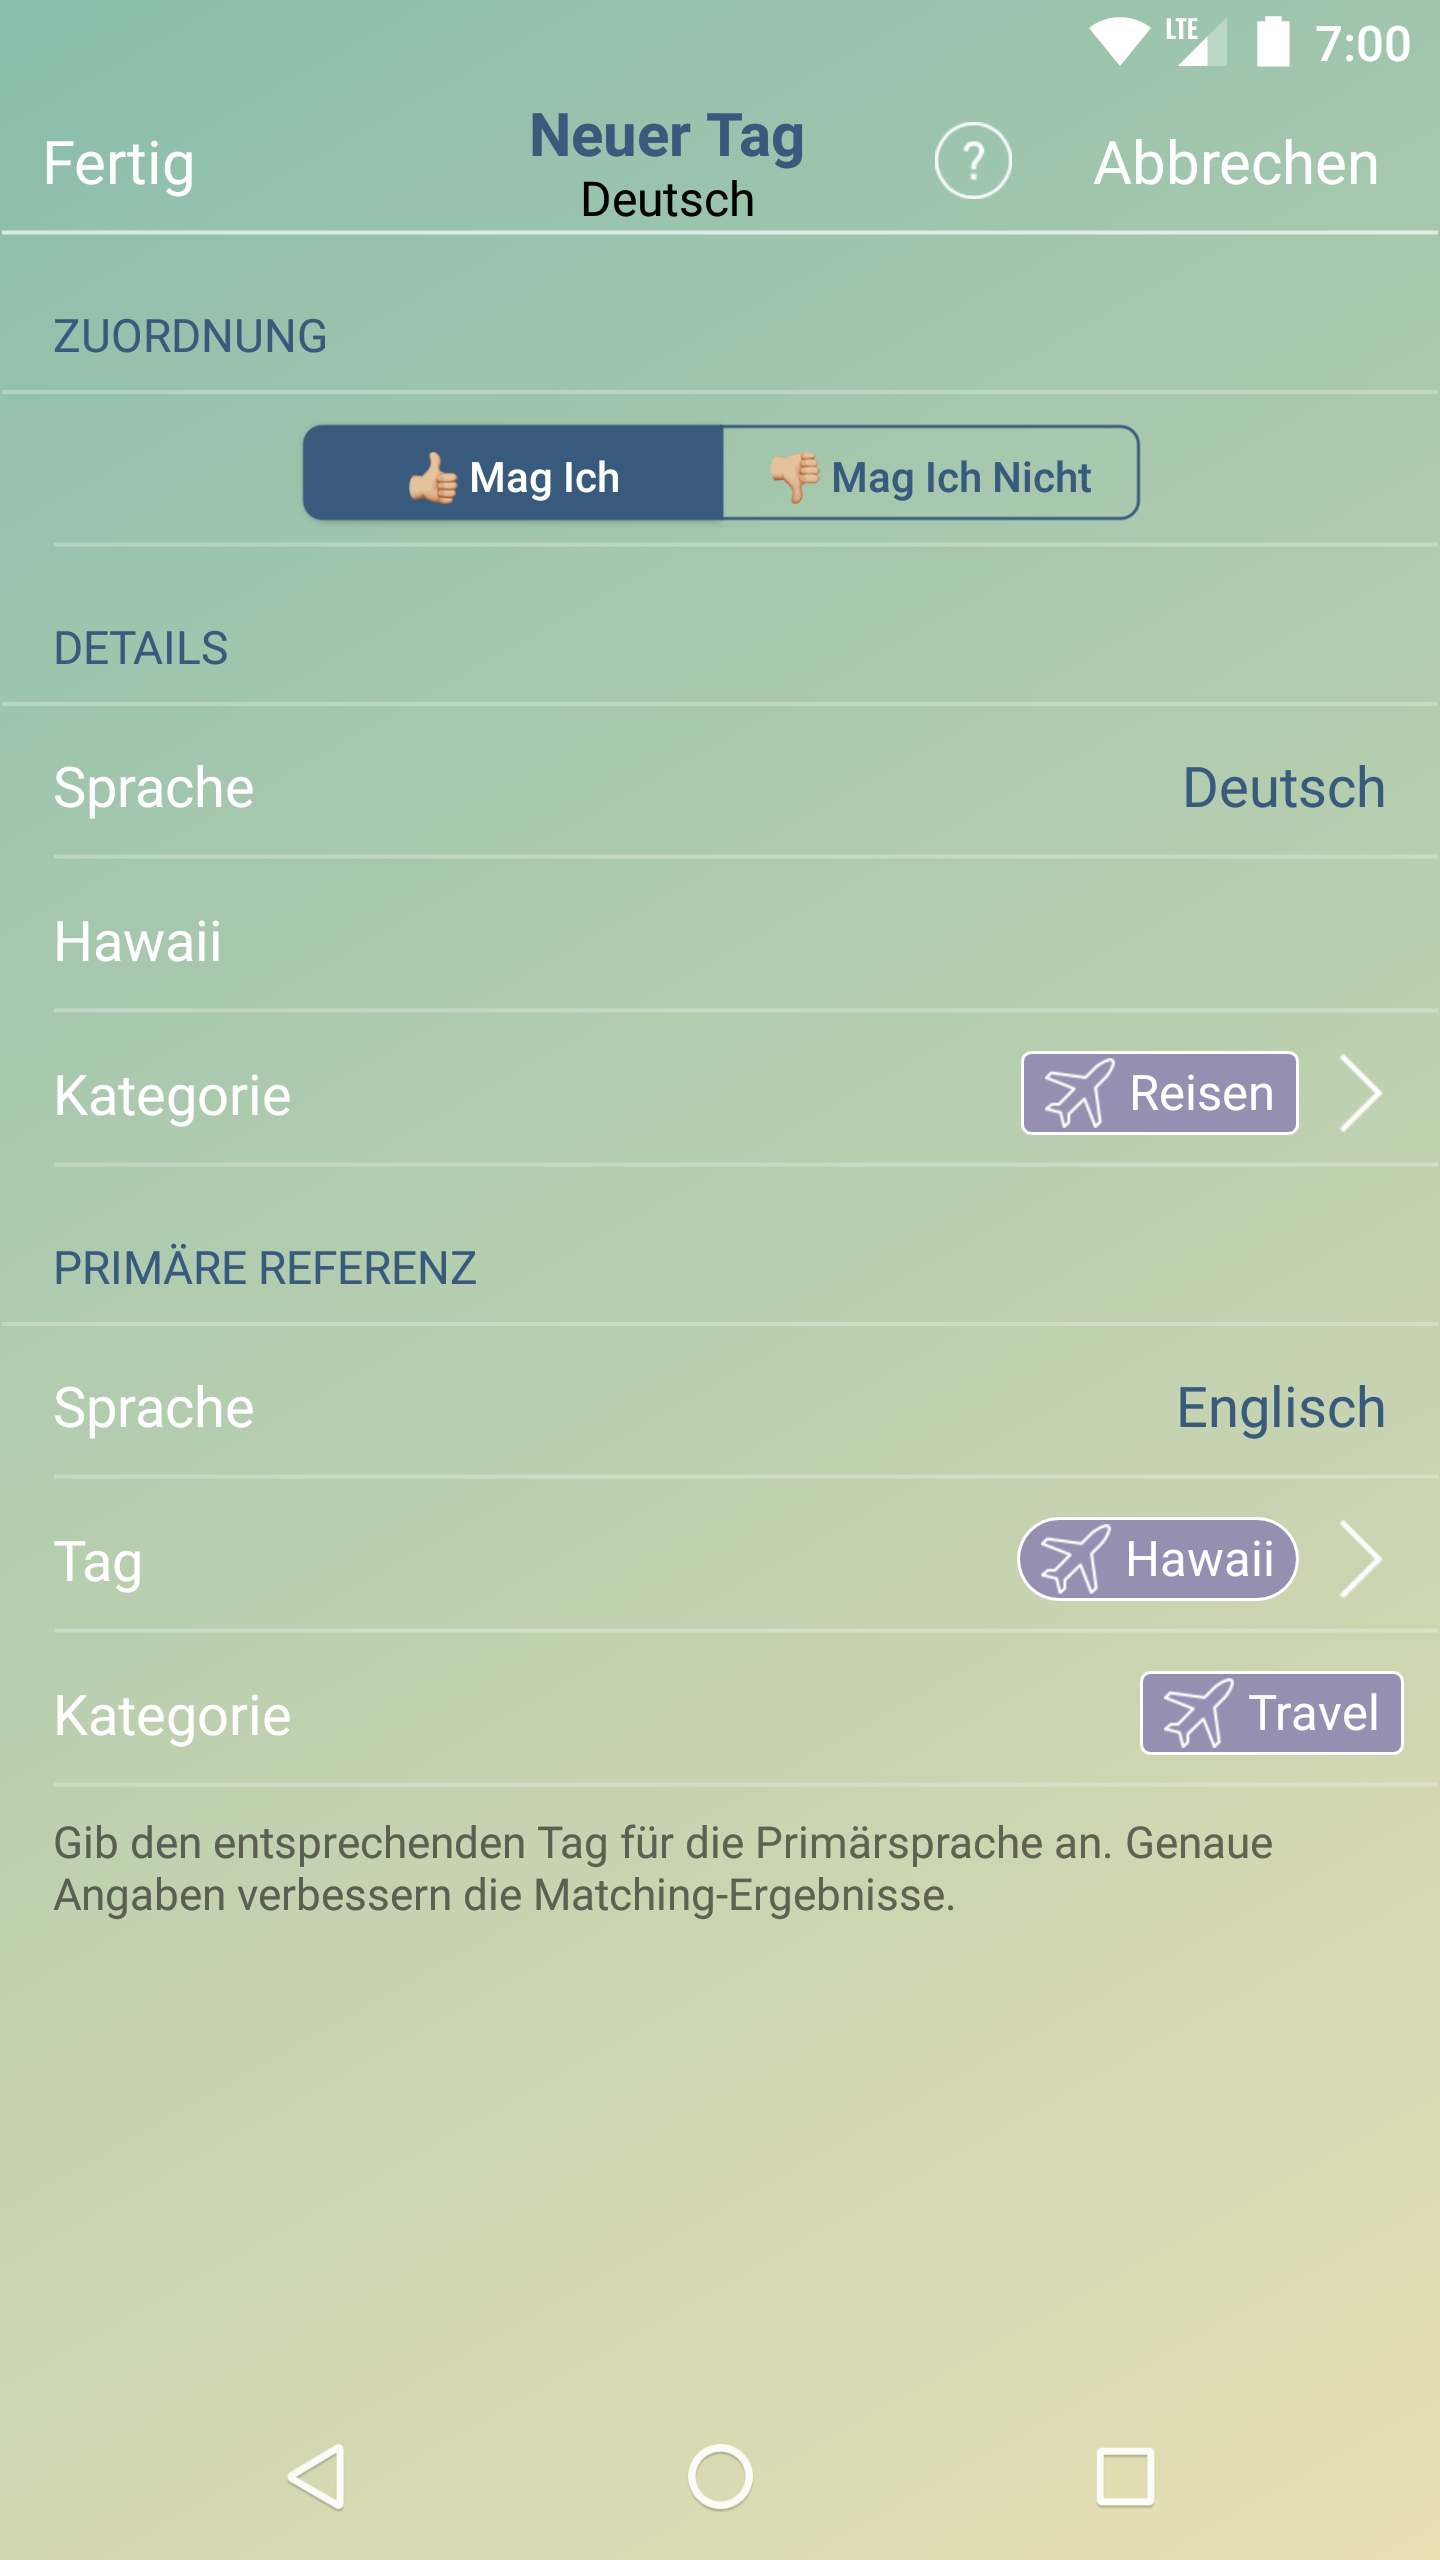 LTE 7:00
Fertig Neuer Tag ? Abbrechen
Deutsch
ZUORDNUNG
Mag Ich Mag Ich Nicht
DETAILS
Sprache Deutsch
Hawaii
Kategorie Reisen
PRIMÄRE REFERENZ
Sprache Englisch
Tag Hawaii
Kategorie Travel
Gib den entsprechenden Tag für die Primärsprache an. Genaue
Angaben verbessern die Matching-Ergebnisse.